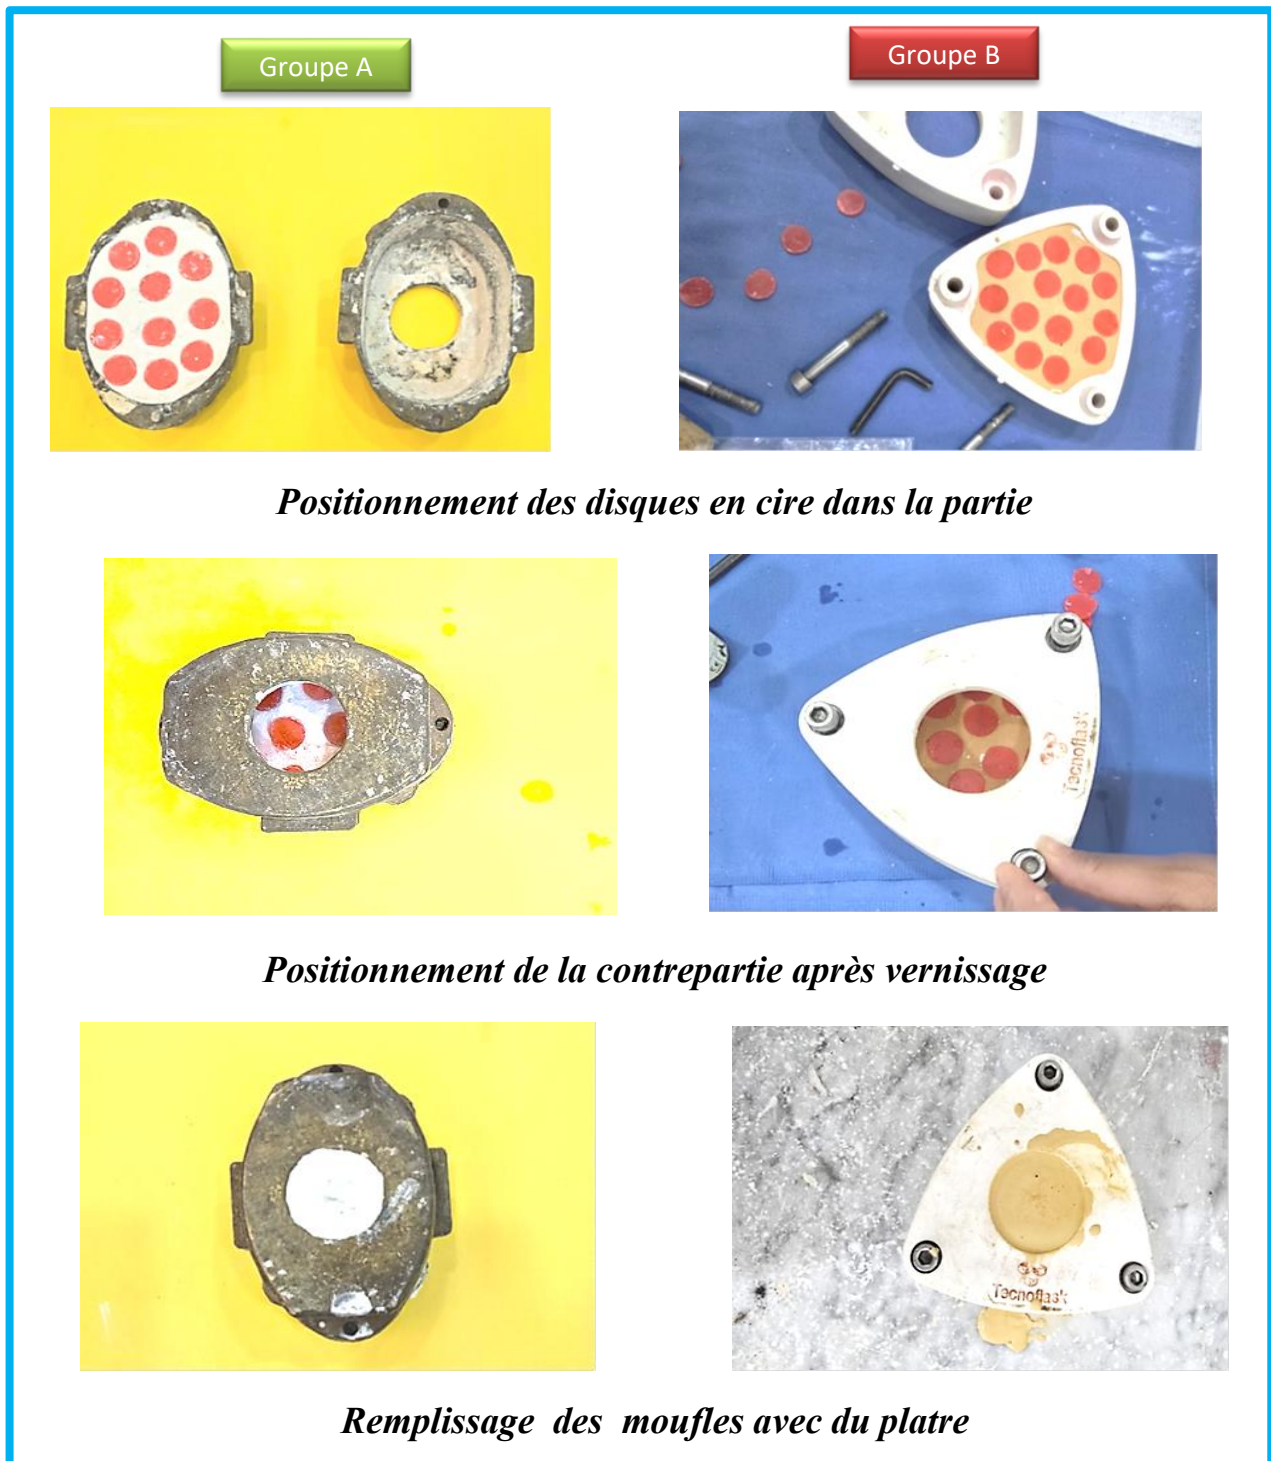 Groupe A
Groupe B
Positionnement des disques en cire dans la partie
Tecnoflask
Positionnement de la contrepartie après vernissage
Tecnoflask
Remplissage des moufles avec du platre